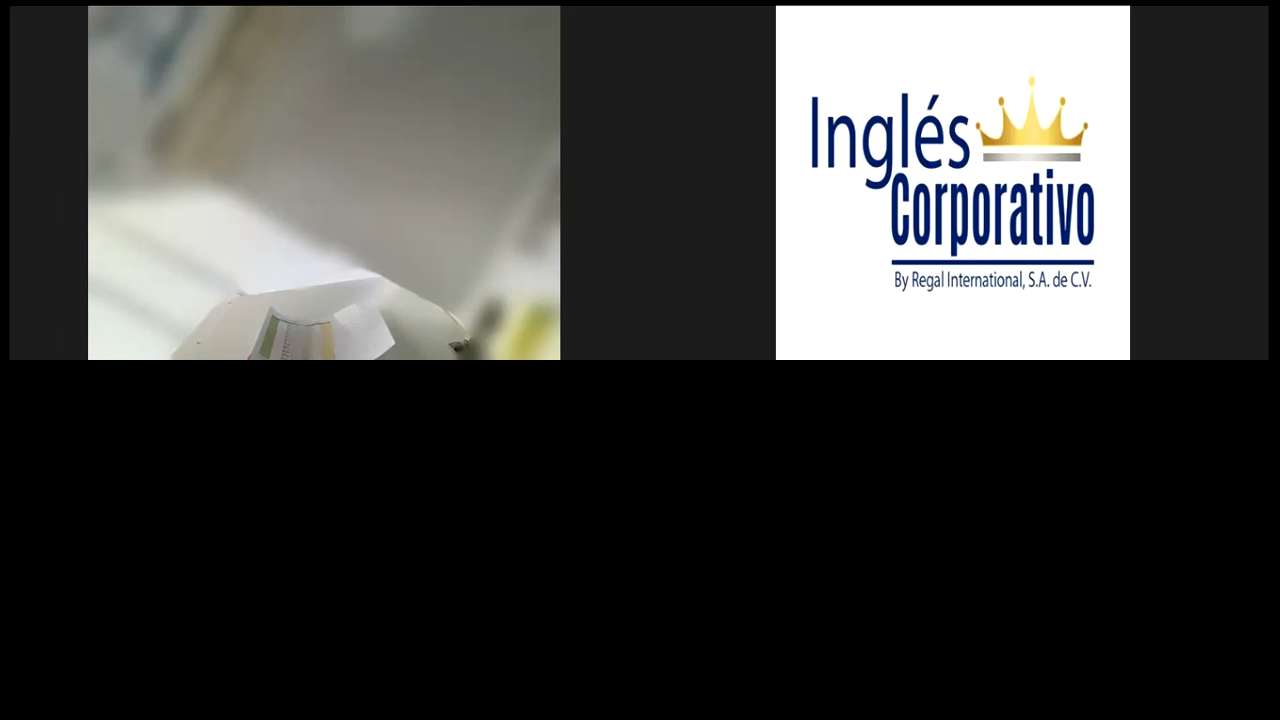 Inglés
Corporativo
By Regal International, S.A. de C.V.